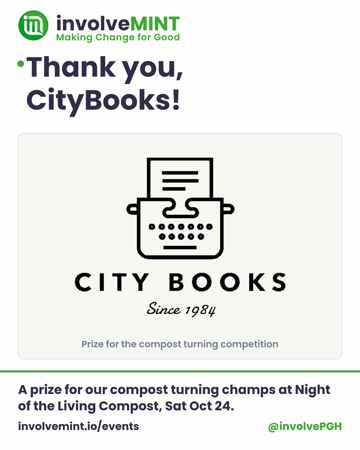 involveMINT
Making Change for Good
Thank you,
CityBooks!
CITY BOOKS
Since 1984
Prize for the compost turning competition
A prize for our compost turning champs at Night
of the Living Compost, Sat Oct 24.
involvemint.io/events
@involvePGH